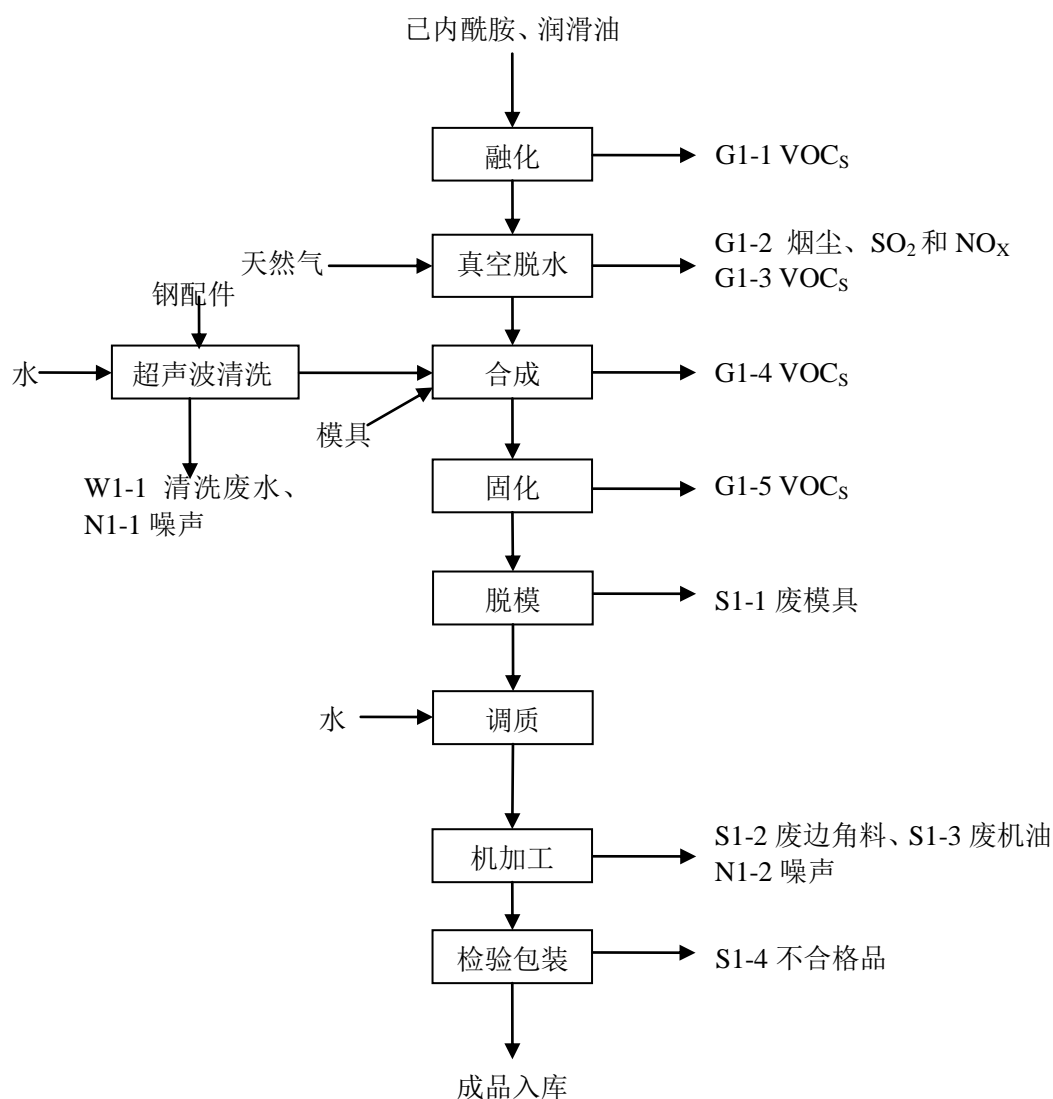 已内酰胺、润滑油
融化
G1-1 VOCS
天然气
真空脱水
G1-2 烟尘、SO2 和 NOX
G1-3 VOCS
钢配件
水
超声波清洗
合成
G1-4 VOCS
模具
W1-1 清洗废水、
N1-1 噪声
固化
G1-5 VOCS
脱模
S1-1 废模具
水
调质
机加工
S1-2 废边角料、S1-3 废机油
N1-2 噪声
检验包装
S1-4 不合格品
成品入库